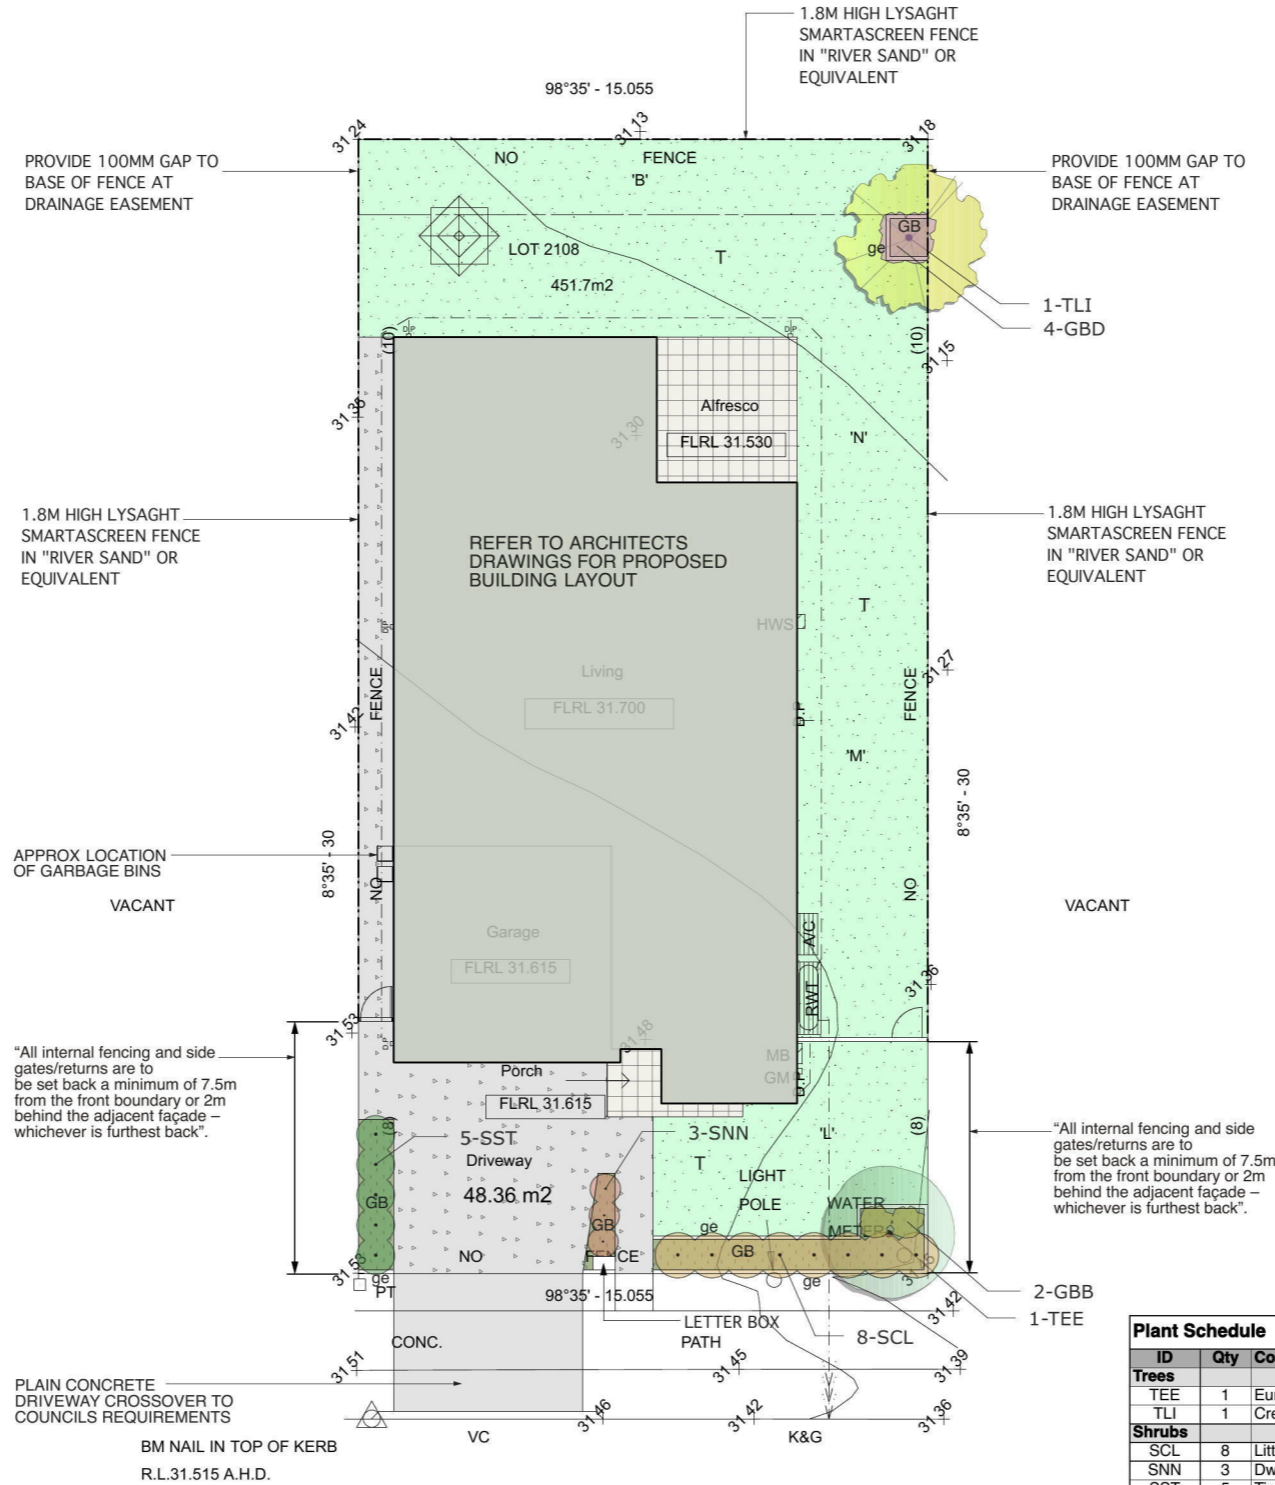 1.8M HIGH LYSAGHT
SMARTASCREEN FENCE
IN "RIVER SAND" OR
EQUIVALENT
98°35' - 15.055
31.24
31.13
31.18
PROVIDE 100MM GAP TO
BASE OF FENCE AT
DRAINAGE EASEMENT
NO
FENCE
'B'
PROVIDE 100MM GAP TO
BASE OF FENCE AT
DRAINAGE EASEMENT
GB
ge
LOT 2108
T
451.7m2
1-TLI
4-GBD
D.P
D.P
(10)
(10)
31.15
31.35
Alfresco
31.30
FLRL 31.530
'N'
1.8M HIGH LYSAGHT
SMARTASCREEN FENCE
IN "RIVER SAND" OR
EQUIVALENT
1.8M HIGH LYSAGHT
SMARTASCREEN FENCE
IN "RIVER SAND" OR
EQUIVALENT
REFER TO ARCHITECTS
DRAWINGS FOR PROPOSED
BUILDING LAYOUT
T
HWS
D.P
Living
31.27
FENCE
FENCE
FLRL 31.700
31.42
D.P
'M'
8°35' - 30
8°35' - 30
APPROX LOCATION
OF GARBAGE BINS
NO
NO
VACANT
VACANT
Garage
A/C
FLRL 31.615
RWT
31.36
31.53
31.48
D.P
MB
GM
D.P
"All internal fencing and side
gates/returns are to
be set back a minimum of 7.5m
from the front boundary or 2m
behind the adjacent façade –
whichever is furthest back".
Porch
FLRL 31.615
(8)
5-SST
3-SNN
'L'
(8)
"All internal fencing and side
gates/returns are to
be set back a minimum of 7.5m
from the front boundary or 2m
behind the adjacent façade –
whichever is furthest back".
Driveway
T
48.36 m2
LIGHT
POLE
WATER
METER
GB
GB
ge
GB
NO
FENCE
31.53
ge
PT
ge
98°35' - 15.055
31.42
2-GBB
1-TEE
LETTER BOX
PATH
8-SCL
CONC.
31.51
31.45
31.39
PLAIN CONCRETE
DRIVEWAY CROSSOVER TO
COUNCILS REQUIREMENTS
31.46
31.42
31.36
VC
K&G
BM NAIL IN TOP OF KERB
R.L.31.515 A.H.D.
Plant Schedule
ID Qty
Trees
TEE 1
TLI 1
Shrubs
SCL 8
SNN 3